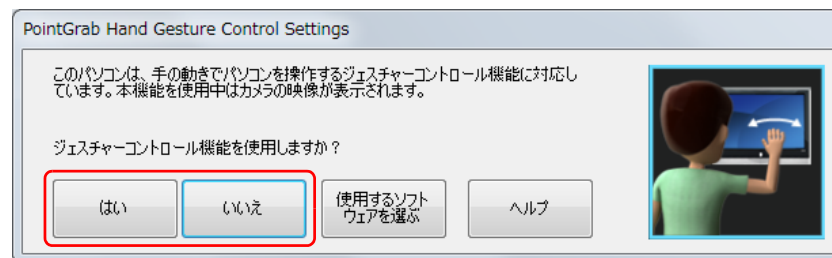 PointGrab Hand Gesture Control Settings
このパソコンは、手の動きでパソコンを操作するジェスチャーコントロール機能に対応し
ています。本機能を使用中はカメラの映像が表示されます。
ジェスチャーコントロール機能を使用しますか？
はい
いいえ
使用するソフト
ウェアを選ぶ
ヘルプ